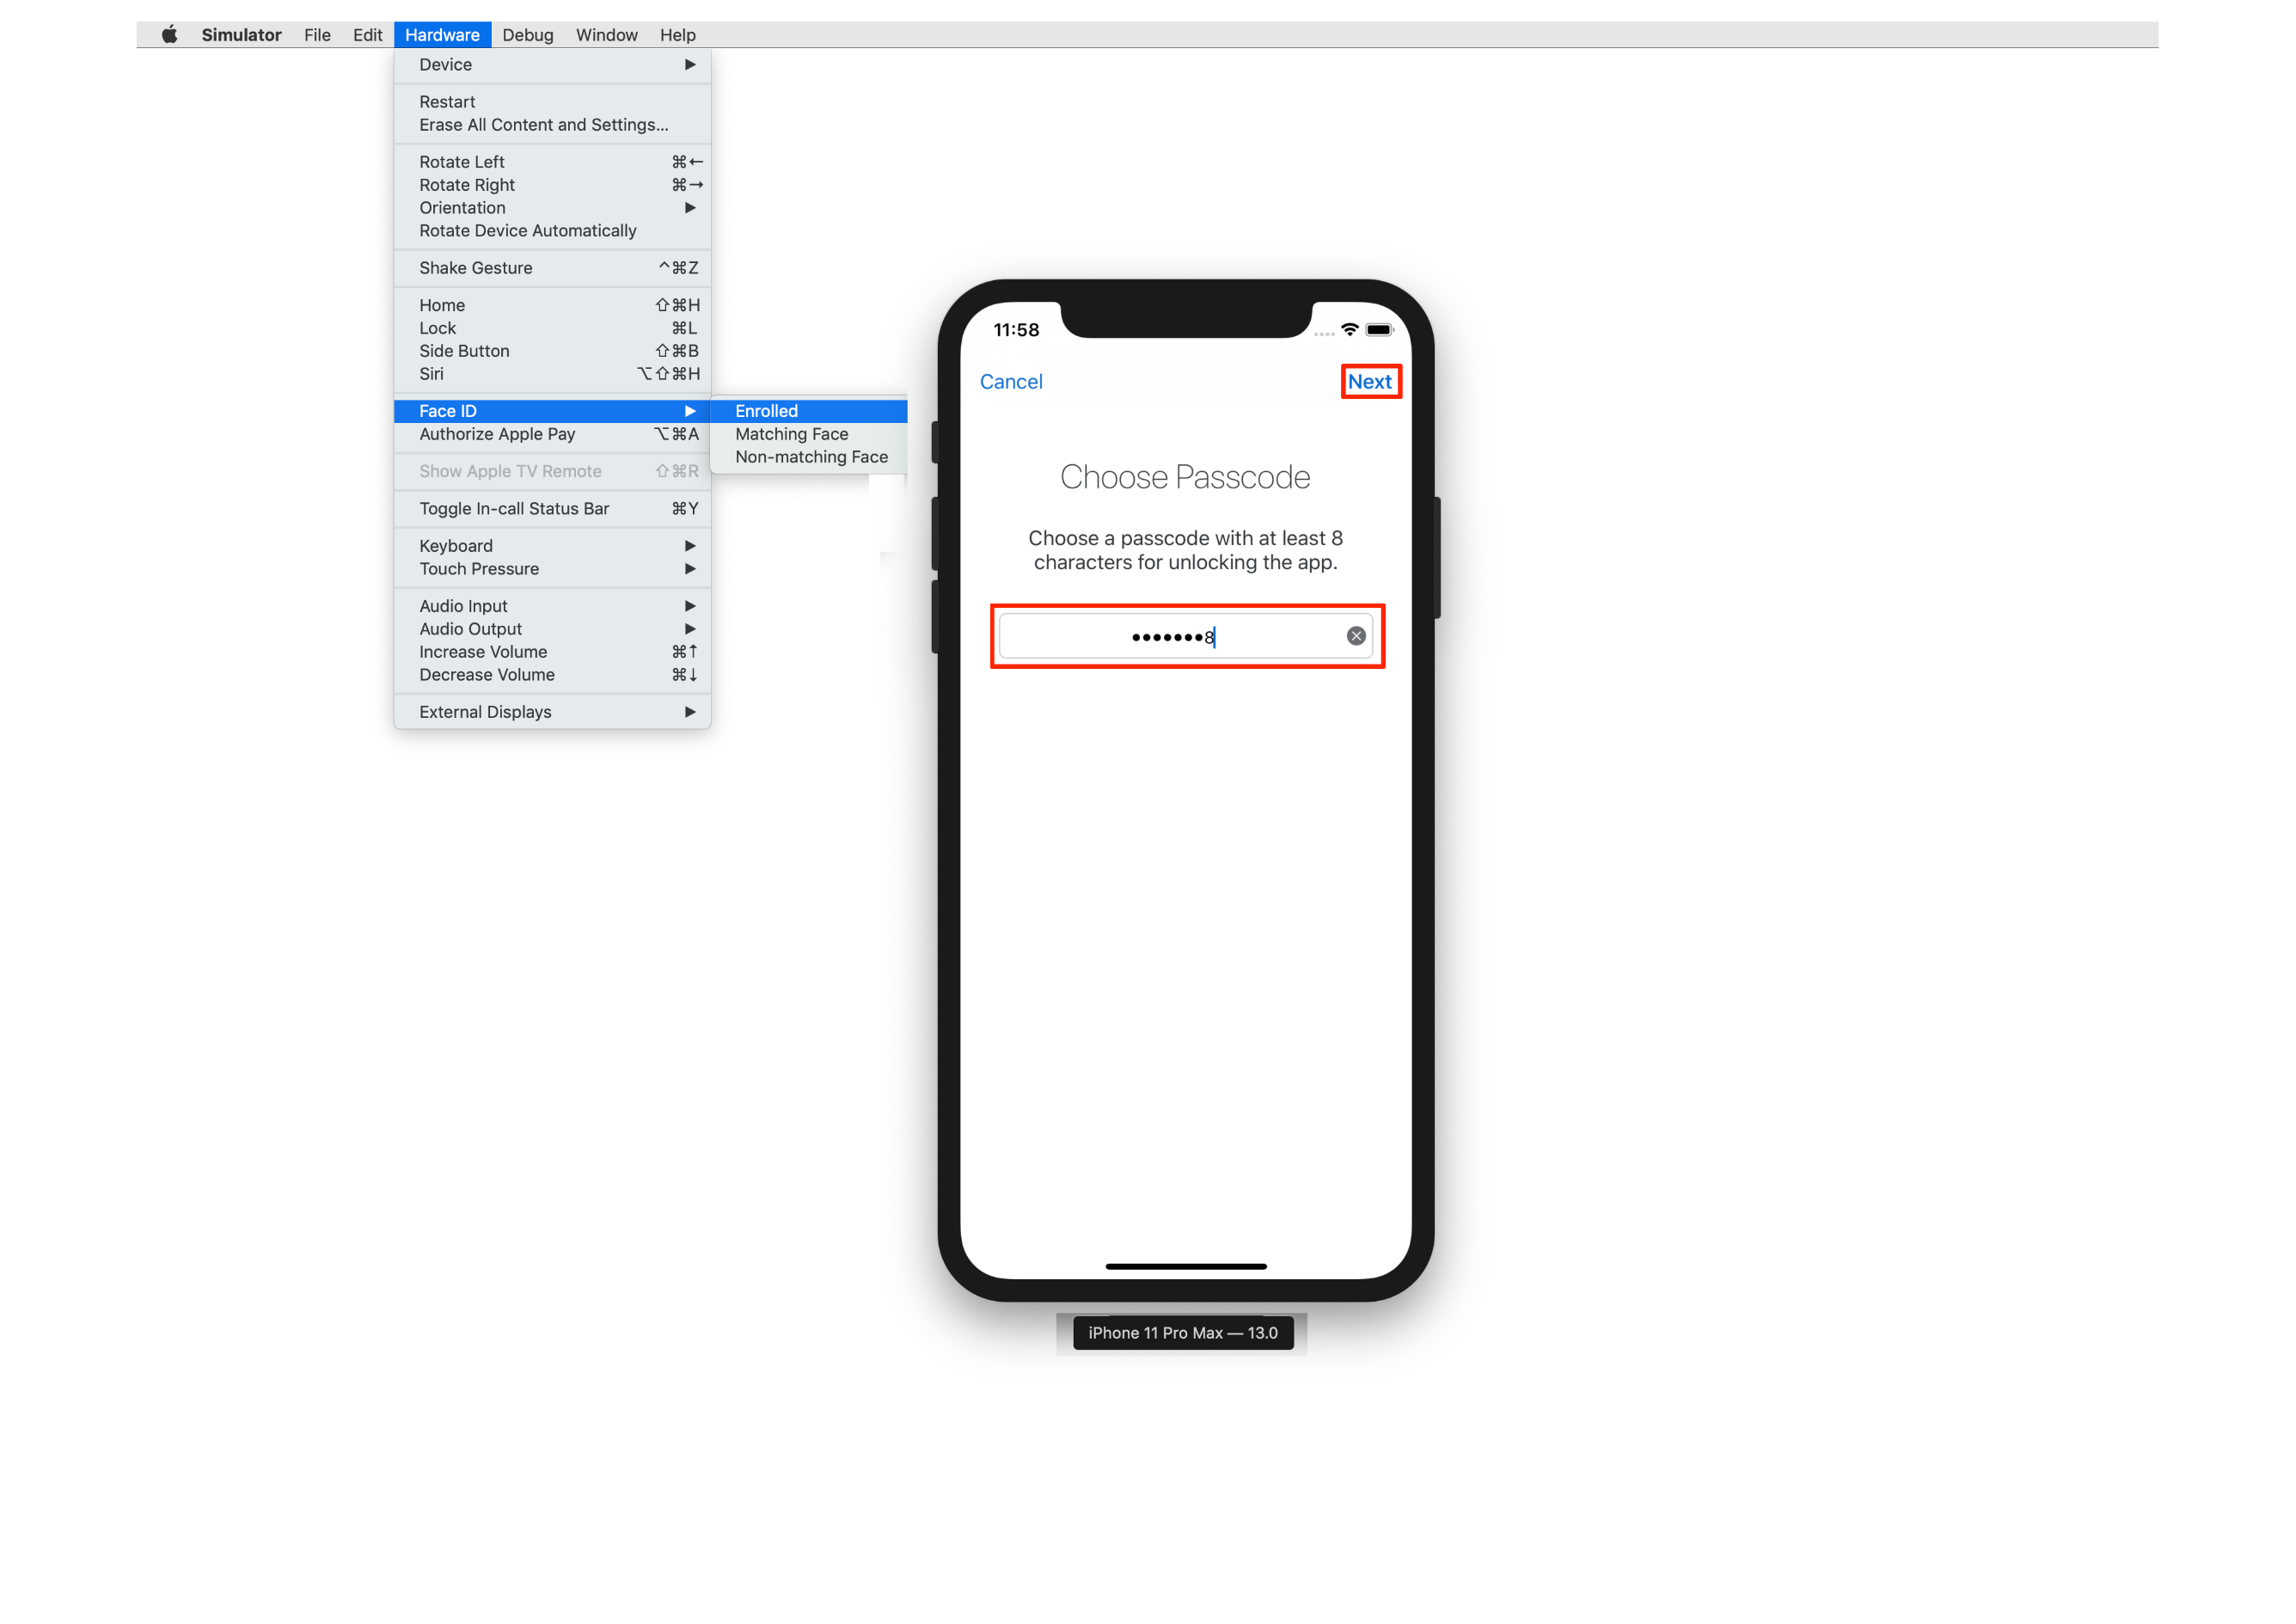 Simulator File Edit Hardware Debug Window Help
Device ▶
Restart
Erase All Content and Settings...
Rotate Left ⌘←
Rotate Right ⌘→
Orientation ▶
Rotate Device Automatically
Shake Gesture ^⌘Z
Home ⇧⌘H
Lock ⌘L
Side Button ⇧⌘B
Siri ⌥⇧⌘H
Face ID ▶
Authorize Apple Pay ⌥⌘A
Show Apple TV Remote ⇧⌘R
Toggle In-call Status Bar ⌘Y
Keyboard ▶
Touch Pressure ▶
Audio Input ▶
Audio Output ▶
Increase Volume ⌘↑
Decrease Volume ⌘↓
External Displays ▶
Enrolled
Matching Face
Non-matching Face
11:58
Cancel Next
Choose Passcode
Choose a passcode with at least 8
characters for unlocking the app.
•••••••8
iPhone 11 Pro Max — 13.0